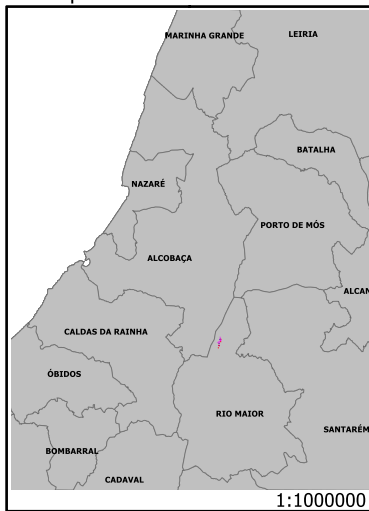 MARINHA GRANDE
LEIRIA
BATALHA
NAZARÉ
PORTO DE MÓS
ALCOBAÇA
ALCAN
CALDAS DA RAINHA
ÓBIDOS
RIO MAIOR
SANTARÉM
BOMBARRAL
CADAVAL
1:1000000